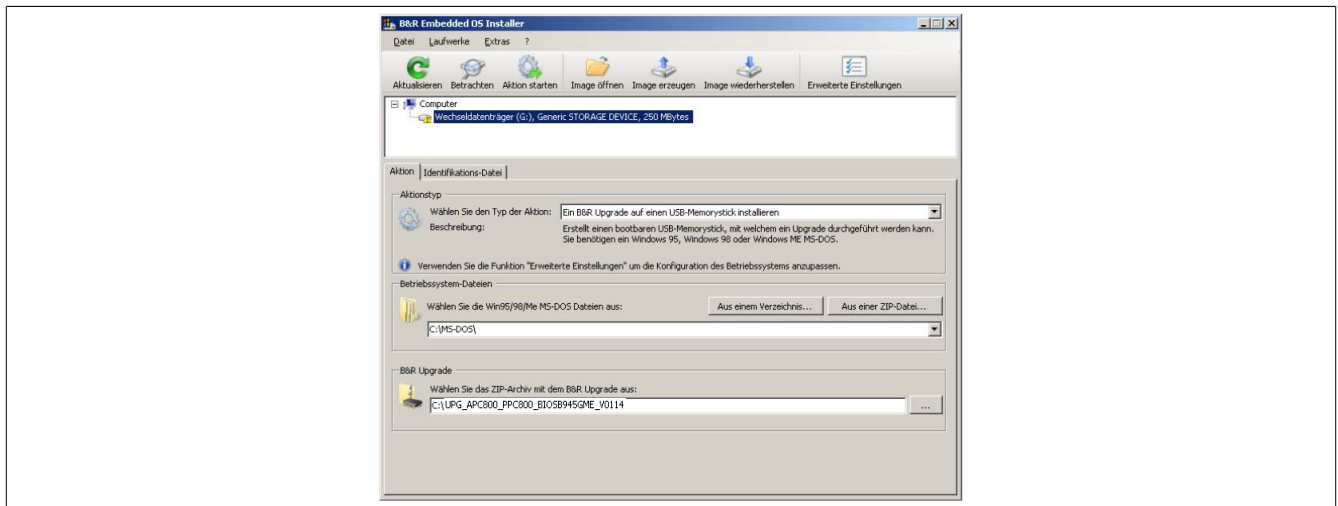 B&R Embedded OS Installer
Datei Laufwerke Extras ?
Aktualisieren Betrachten Aktion starten Image öffnen Image erzeugen Image wiederherstellen Erweiterte Einstellungen
Computer
Wechseldatenträger (G:), Generic STORAGE DEVICE, 250 MBytes
Aktion Identifikations-Datei
Aktionstyp
Wählen Sie den Typ der Aktion: Ein B&R Upgrade auf einen USB-Memorystick installieren
Beschreibung: Erstellt einen bootbaren USB-Memorystick, mit welchem ein Upgrade durchgeführt werden kann.
Sie benötigen ein Windows 95, Windows 98 oder Windows ME MS-DOS.
Verwenden Sie die Funktion "Erweiterte Einstellungen" um die Konfiguration des Betriebssystems anzupassen.
Betriebssystem-Dateien
Wählen Sie die Win95/98/Me MS-DOS Dateien aus: Aus einem Verzeichnis... Aus einer ZIP-Datei...
C:\MS-DOS\
B&R Upgrade
Wählen Sie das ZIP-Archiv mit dem B&R Upgrade aus:
C:\UPG_APC800_PPC800_BIOSB945GME_V0114 ...